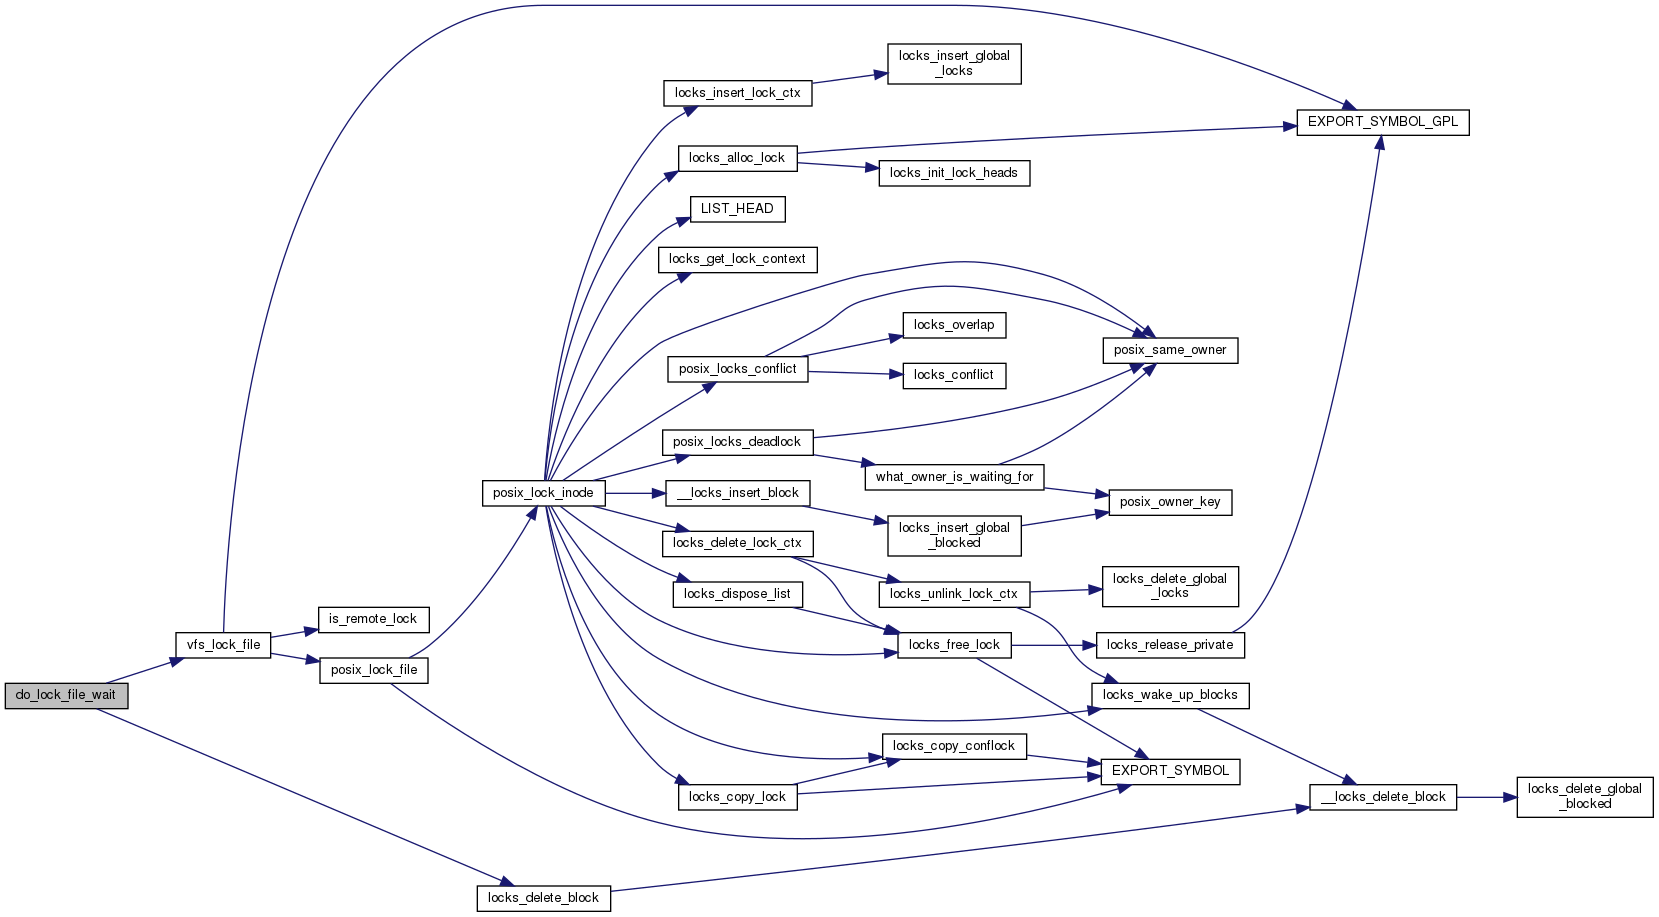 do_lock_file_wait
vfs_lock_file
is_remote_lock
posix_lock_file
posix_lock_inode
locks_delete_block
locks_insert_lock_ctx
locks_alloc_lock
LIST_HEAD
locks_get_lock_context
posix_locks_conflict
posix_locks_deadlock
__locks_insert_block
locks_delete_lock_ctx
locks_dispose_list
locks_copy_lock
locks_insert_global
_locks
locks_init_lock_heads
locks_overlap
locks_conflict
what_owner_is_waiting_for
locks_insert_global
_blocked
locks_unlink_lock_ctx
locks_free_lock
locks_copy_conflock
posix_same_owner
posix_owner_key
locks_delete_global
_locks
locks_release_private
locks_wake_up_blocks
EXPORT_SYMBOL
EXPORT_SYMBOL_GPL
__locks_delete_block
locks_delete_global
_blocked